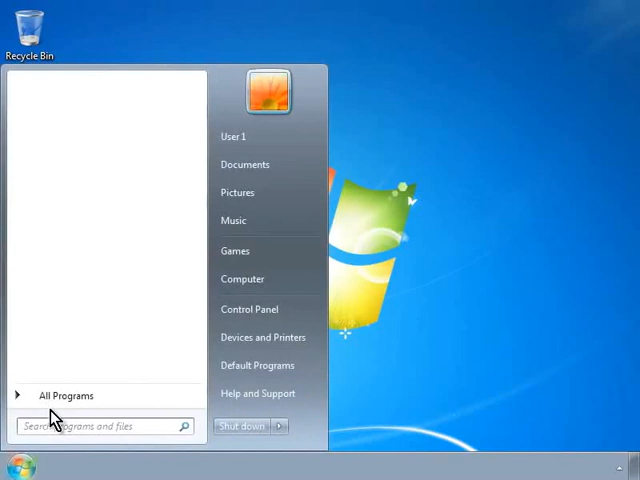 Recycle Bin
User 1
Documents
Pictures
Music
Games
Computer
Control Panel
Devices and Printers
Default Programs
Help and Support
All Programs
Search programs and files
Shut down